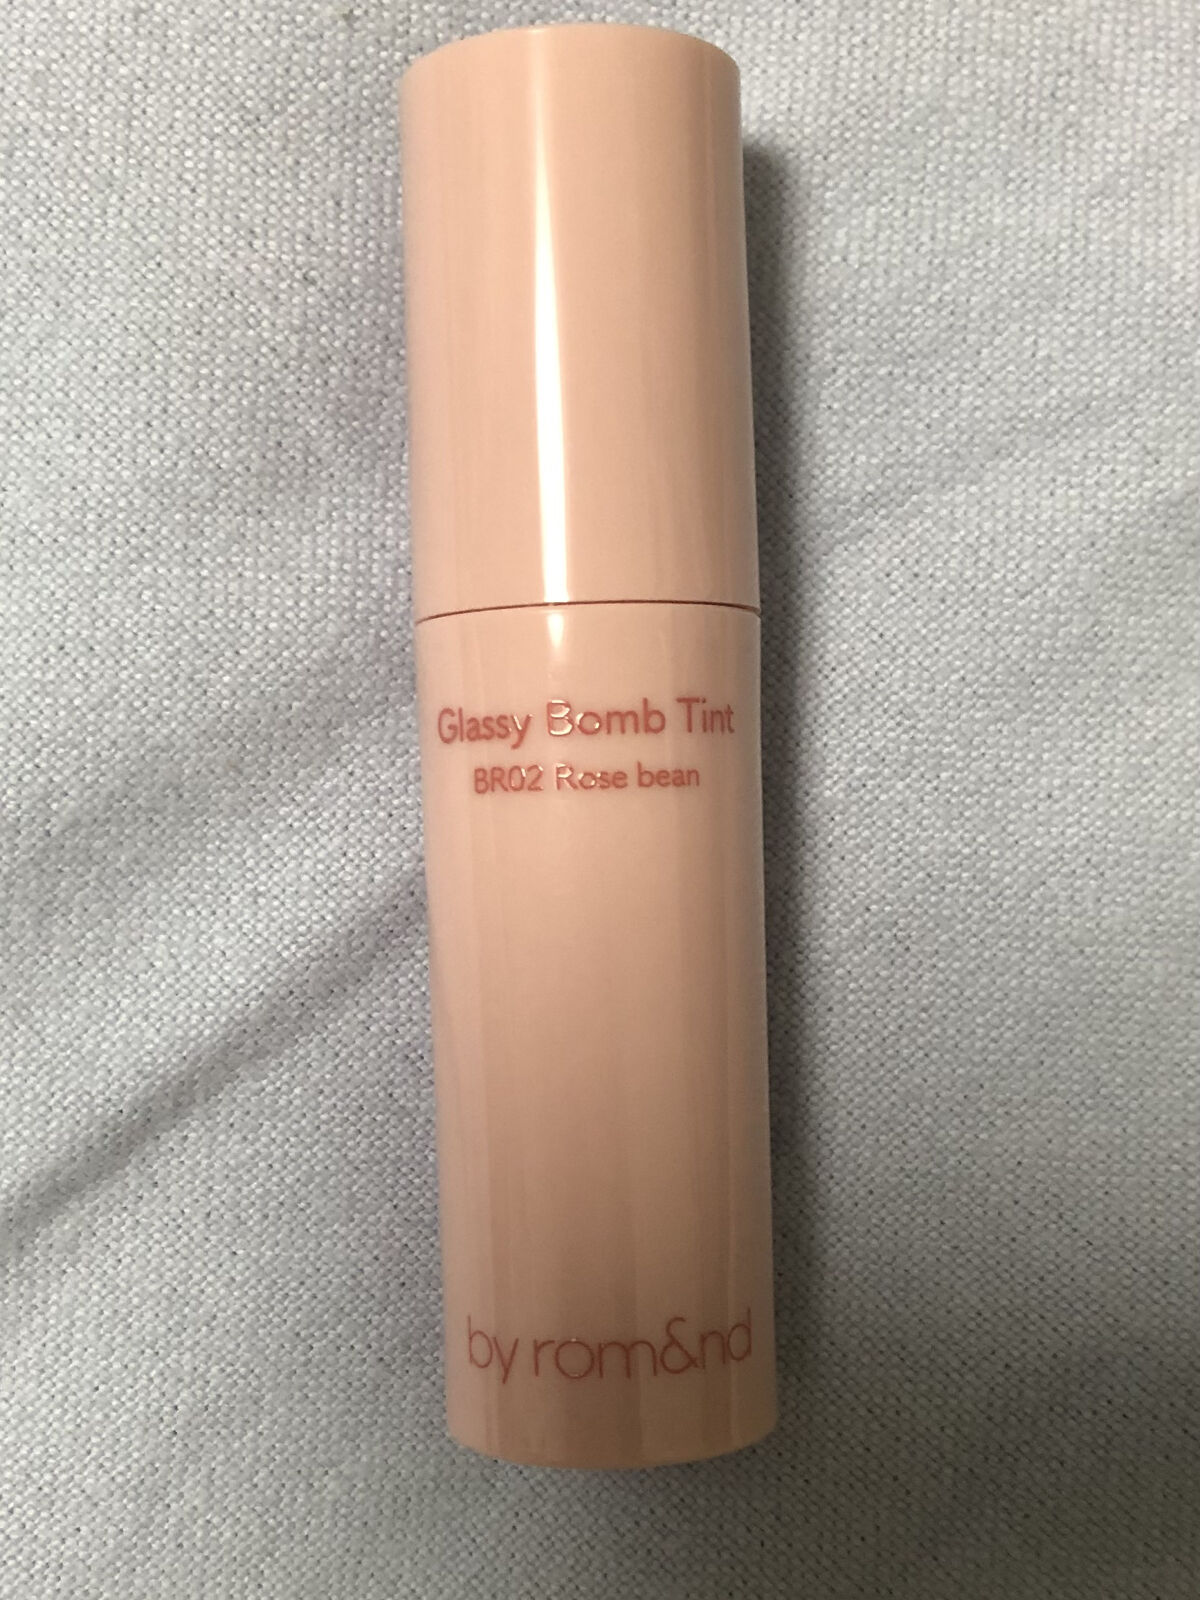 Glassy Bomb Tint
BR02 Rose bean
by rom&nd